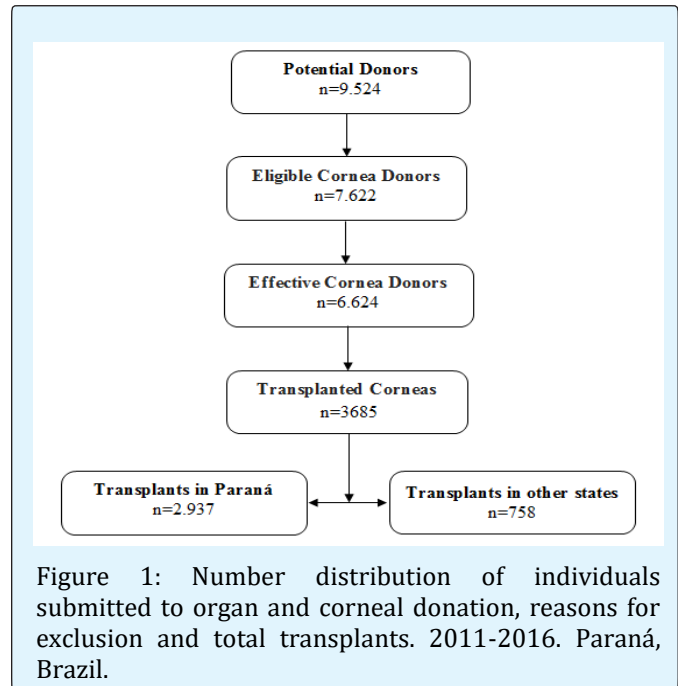 Potential Donors
n=9.524
Eligible Cornea Donors
n=7.622
Effective Cornea Donors
n=6.624
Transplanted Corneas
n=3685
Transplants in Paraná
n=2.937
Transplants in other states
n=758
Figure 1: Number distribution of individuals
submitted to organ and corneal donation, reasons for
exclusion and total transplants. 2011-2016. Paraná,
Brazil.